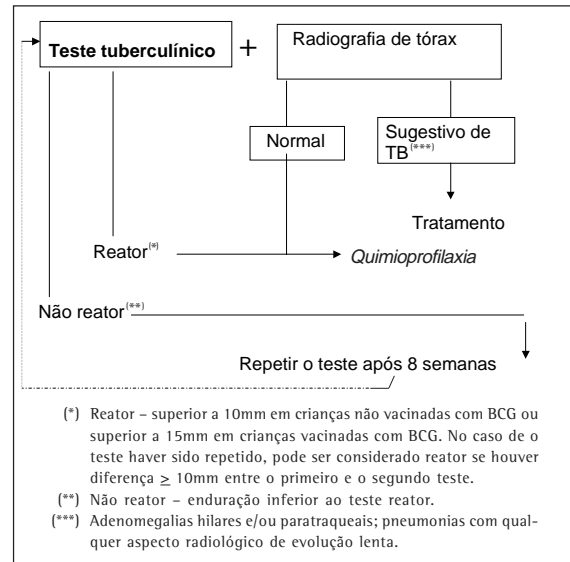 Teste tuberculínico + Radiografia de tórax
Normal
Sugestivo de
TB(***)
Tratamento
Reator(*)
Quimioprofilaxia
Não reator(**)
Repetir o teste após 8 semanas
(*) Reator – superior a 10mm em crianças não vacinadas com BCG ou
superior a 15mm em crianças vacinadas com BCG. No caso de o
teste haver sido repetido, pode ser considerado reator se houver
diferença ≥ 10mm entre o primeiro e o segundo teste.
(**) Não reator – enduração inferior ao teste reator.
(***) Adenomegalias hilares e/ou paratraqueais; pneumonias com qual-
quer aspecto radiológico de evolução lenta.